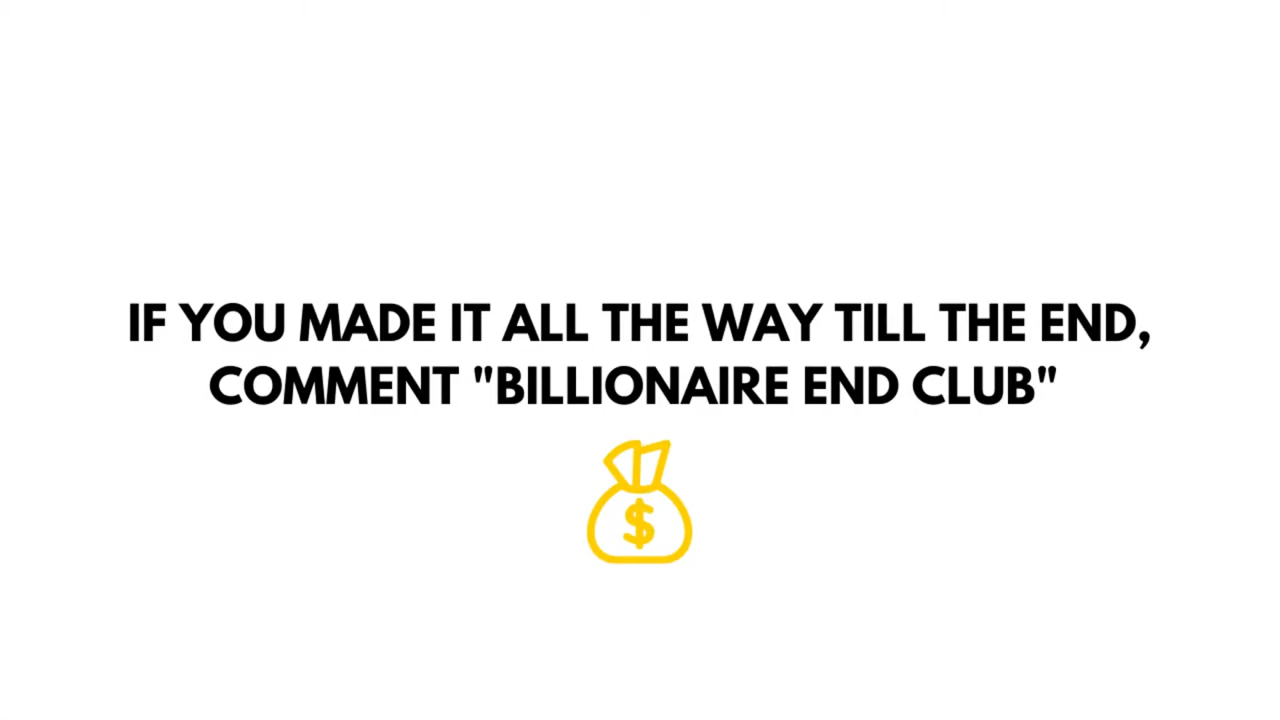 IF YOU MADE IT ALL THE WAY TILL THE END,
COMMENT "BILLIONAIRE END CLUB"
$